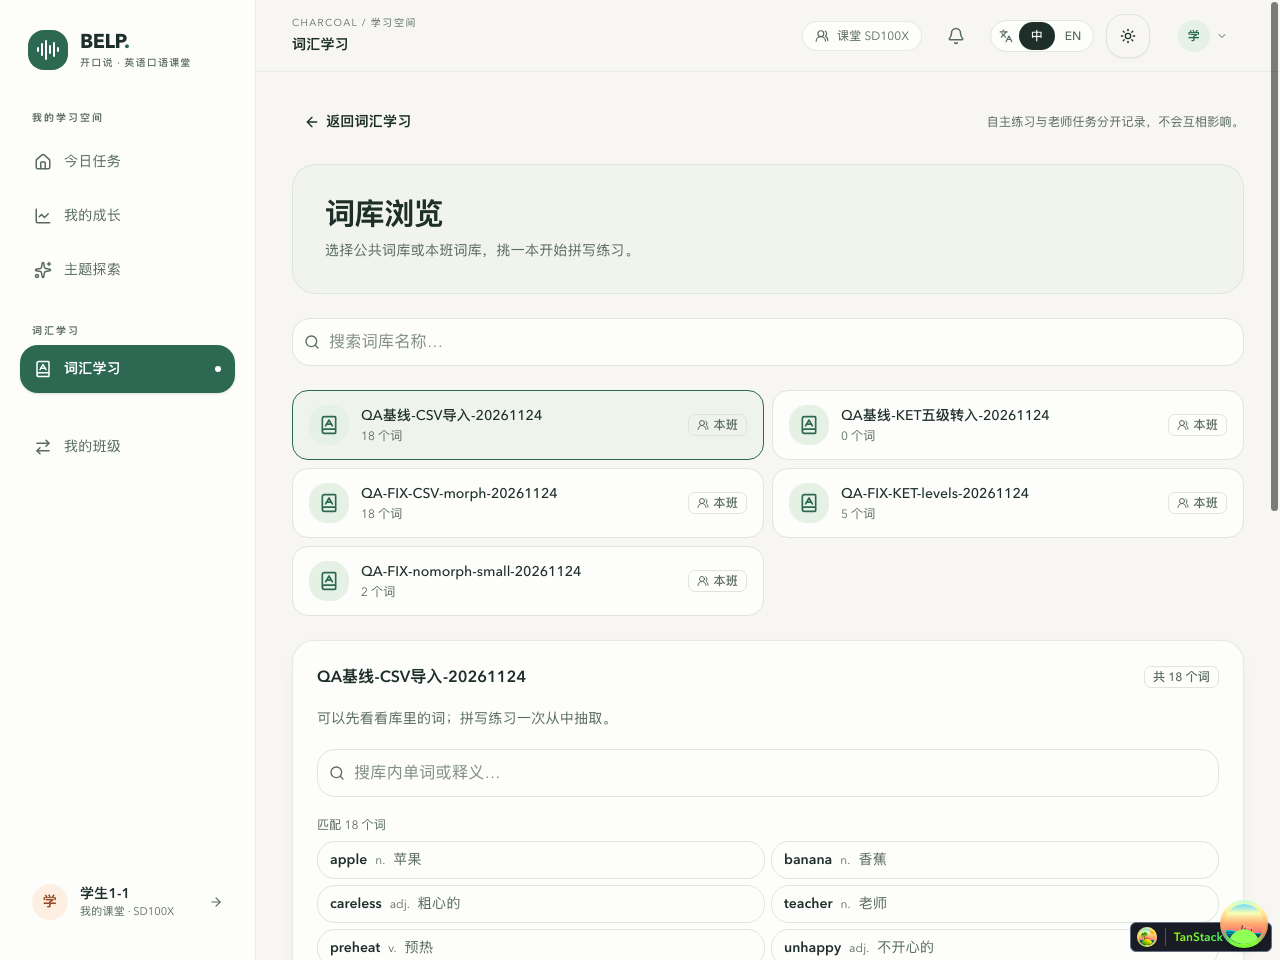 BELP.
开口说 · 英语口语课堂
我的学习空间
今日任务
我的成长
主题探索
词汇学习
词汇学习
我的班级
学
学生1-1
我的课堂 · SD100X
CHARCOAL / 学习空间
词汇学习
课堂 SD100X
中
EN
学
返回词汇学习
自主练习与老师任务分开记录，不会互相影响。
词库浏览
选择公共词库或本班词库，挑一本开始拼写练习。
搜索词库名称…
QA基线-CSV导入-20261124
18 个词
本班
QA基线-KET五级转入-20261124
0 个词
本班
QA-FIX-CSV-morph-20261124
18 个词
本班
QA-FIX-KET-levels-20261124
5 个词
本班
QA-FIX-nomorph-small-20261124
2 个词
本班
QA基线-CSV导入-20261124
共 18 个词
可以先看看库里的词；拼写练习一次从中抽取。
搜库内单词或释义…
匹配 18 个词
apple n. 苹果
banana n. 香蕉
careless adj. 粗心的
teacher n. 老师
preheat v. 预热
unhappy adj. 不开心的
TanStack